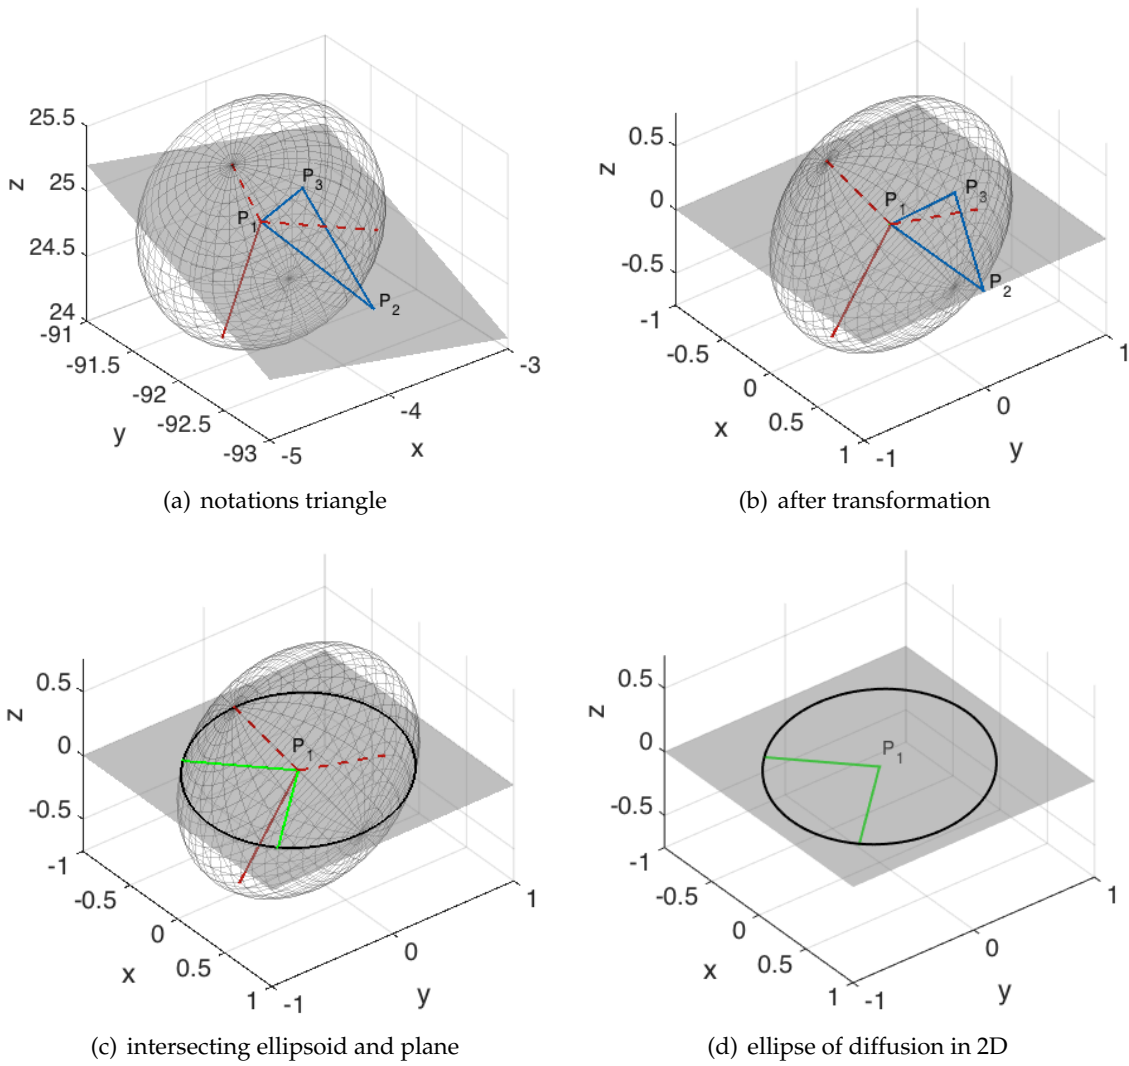 25.5
25
24.5
24
z
-91
-91.5
-92
-92.5
-93
y
-5
-4
-3
x
P1
P2
P3
(a) notations triangle
0.5
0
-0.5
z
-1
-0.5
0
0.5
1
x
-1
0
1
y
P1
P2
P3
(b) after transformation
0.5
0
-0.5
z
-1
-0.5
0
0.5
1
x
-1
0
1
y
P1
(c) intersecting ellipsoid and plane
0.5
0
-0.5
z
-1
-0.5
0
0.5
1
x
-1
0
1
y
P1
(d) ellipse of diffusion in 2D